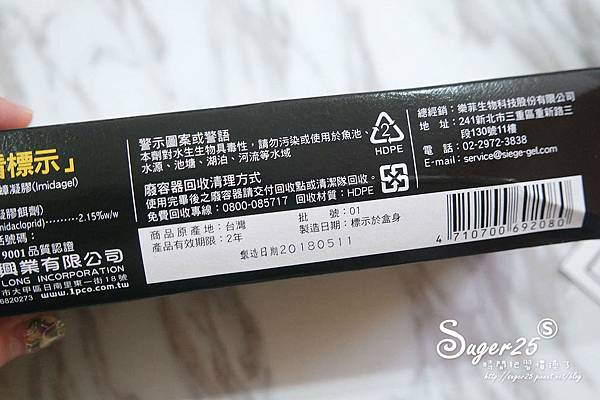 標示」
蟑凝膠(Imidagel)
凝膠餌劑)
midacloprid).........2.15%w/w
9001品質認證
興業有限公司
LONG INCORPORATION
市大甲區日南里東一街18號
6820273 www.1pco.com.tw
警示圖案或警語
本劑對水生生物具毒性，請勿污染或使用於魚池、
水源、池塘、湖泊、河流等水域
廢容器回收清理方式
使用完畢後之廢容器請交付回收點或清潔隊回收。
免費回收專線：0800-085717 回收材質：HDPE
2
HDPE
商品原產地：台灣
產品有效期限：2年
批 號：01
製造日期：標示於盒身
製造日期20180511
總經銷：樂菲生物科技股份有限公司
地 址：241新北市三重區重新路三
段130號11樓
電 話：02-2972-3838
E-mail：service@siege-gel.com
4 710700 692080
Suger25 S
時間把習慣換了
http://suger25.pixnet.net/blog